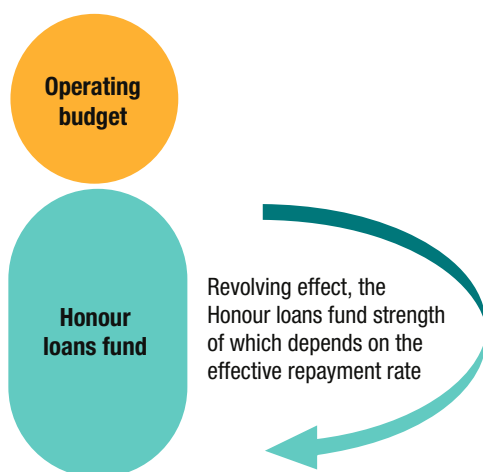 Operating
budget
Honour
loans fund
Revolving effect, the
Honour loans fund strength
of which depends on the
effective repayment rate